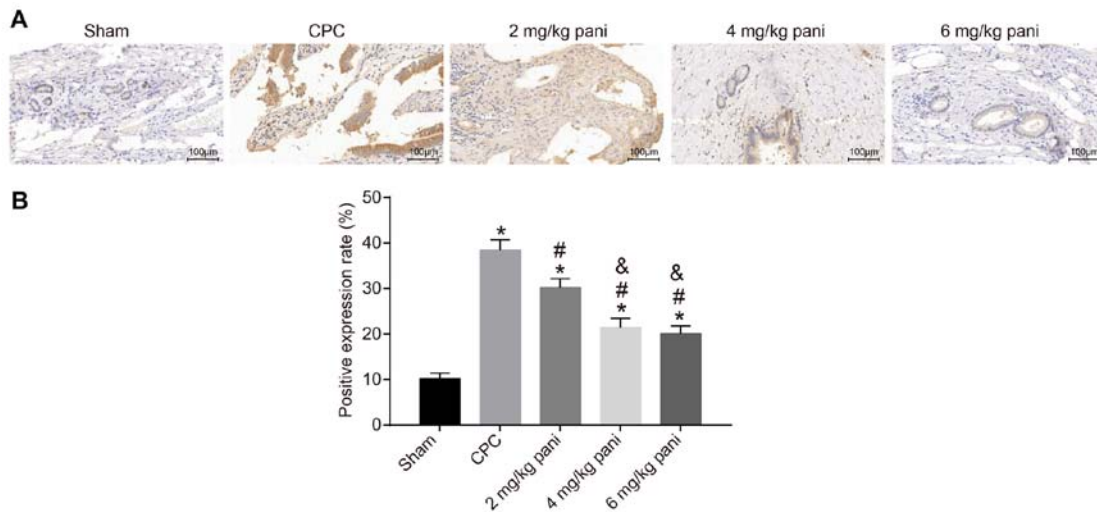 A
Sham CPC 2 mg/kg pani 4 mg/kg pani 6 mg/kg pani
100μm 100μm 100μm 100μm 100μm
B
Positive expression rate (%)
50
40
30
20
10
0
*
#
*
&
#
*
&
#
*
Sham
CPC
2 mg/kg pani
4 mg/kg pani
6 mg/kg pani